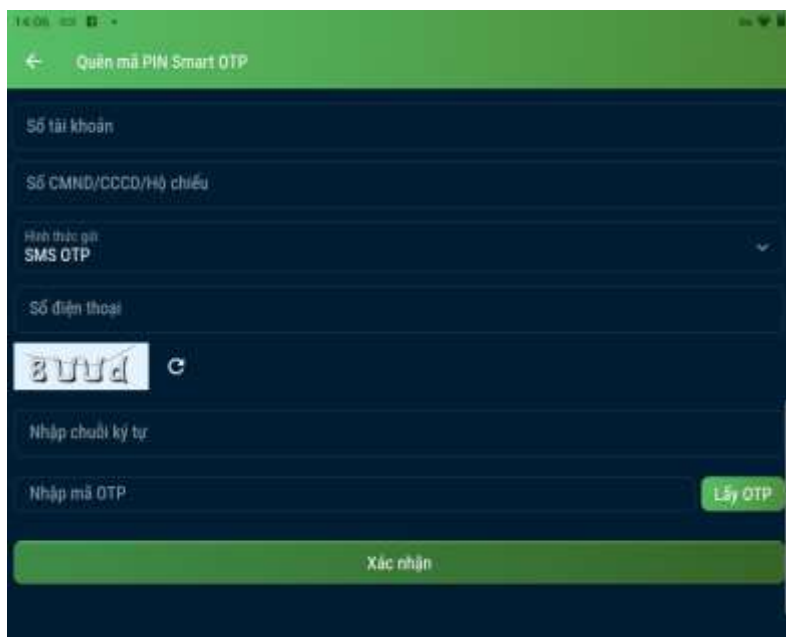 14:06
Quên mã PIN Smart OTP
Số tài khoản
Số CMND/CCCD/Hộ chiếu
Hình thức gửi
SMS OTP
Số điện thoại
Nhập chuỗi ký tự
Nhập mã OTP
Lấy OTP
Xác nhận